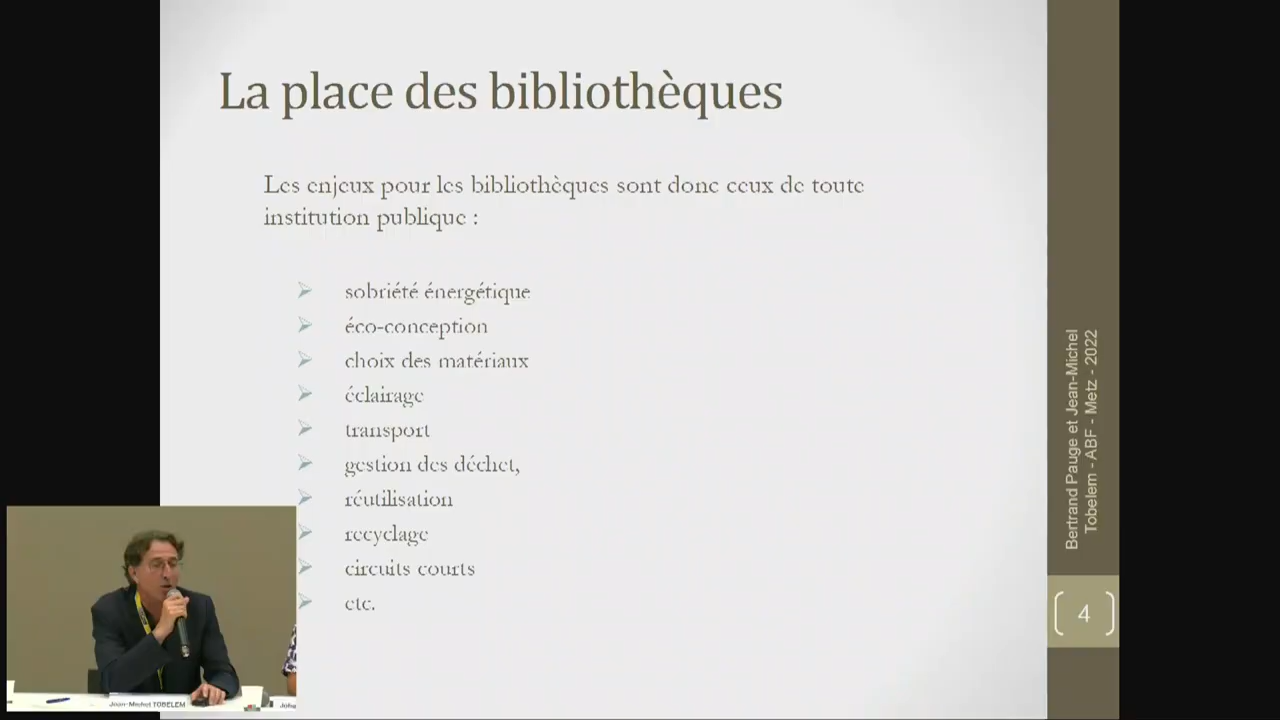 La place des bibliothèques
Les enjeux pour les bibliothèques sont donc ceux de toute
institution publique :
sobriété énergétique
éco-conception
choix des matériaux
éclairage
transport
gestion des déchet,
réutilisation
recyclage
circuits courts
etc.
Bertrand Pauge et Jean-Michel
Tobelem - ABF - Metz - 2022
4
Jean-Michel TOBELEM